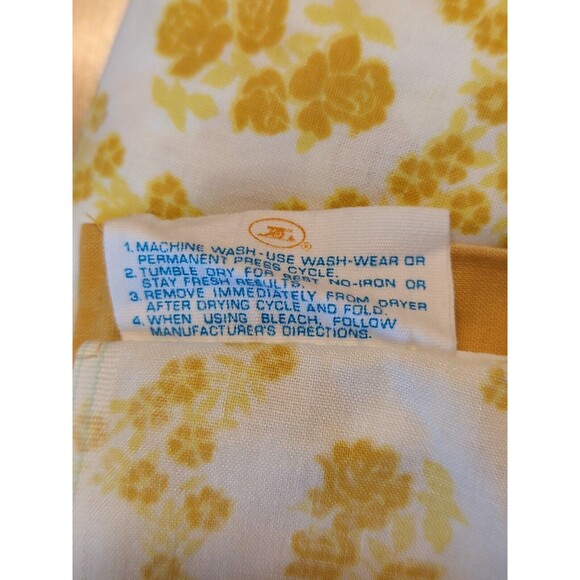 ®
1. MACHINE WASH-USE WASH-WEAR OR
PERMANENT PRESS CYCLE.
2. TUMBLE DRY FOR BEST NO-IRON OR
STAY FRESH RESULTS.
3. REMOVE IMMEDIATELY FROM DRYER
AFTER DRYING CYCLE AND FOLD.
4. WHEN USING BLEACH, FOLLOW
MANUFACTURER'S DIRECTIONS.